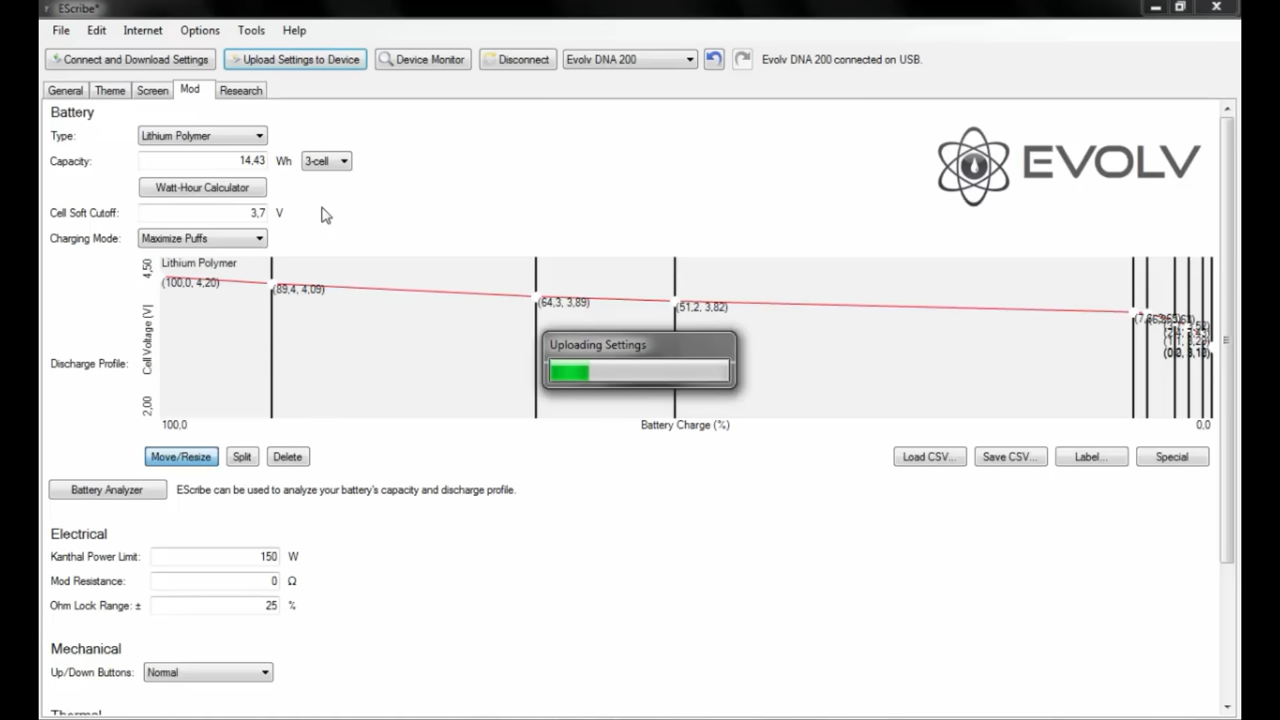 EScribe*
File Edit Internet Options Tools Help
Connect and Download Settings Upload Settings to Device Device Monitor Disconnect Evolv DNA 200 Evolv DNA 200 connected on USB.
General Theme Screen Mod Research
Battery
Type: Lithium Polymer
Capacity: 14,43 Wh 3-cell
EVOLV
Watt-Hour Calculator
Cell Soft Cutoff: 3,7 V
Charging Mode: Maximize Puffs
Lithium Polymer
4,50
(100,0, 4,20)
(89,4, 4,09)
(64,3, 3,89)
(51,2, 3,82)
Uploading Settings
Discharge Profile:
Cell Voltage (V)
2,00
100,0 Battery Charge (%) 0,0
Move/Resize Split Delete Load CSV... Save CSV... Label... Special
Battery Analyzer EScribe can be used to analyze your battery's capacity and discharge profile.
Electrical
Kanthal Power Limit: 150 W
Mod Resistance: 0 Ω
Ohm Lock Range: ± 25 %
Mechanical
Up/Down Buttons: Normal
Thermal